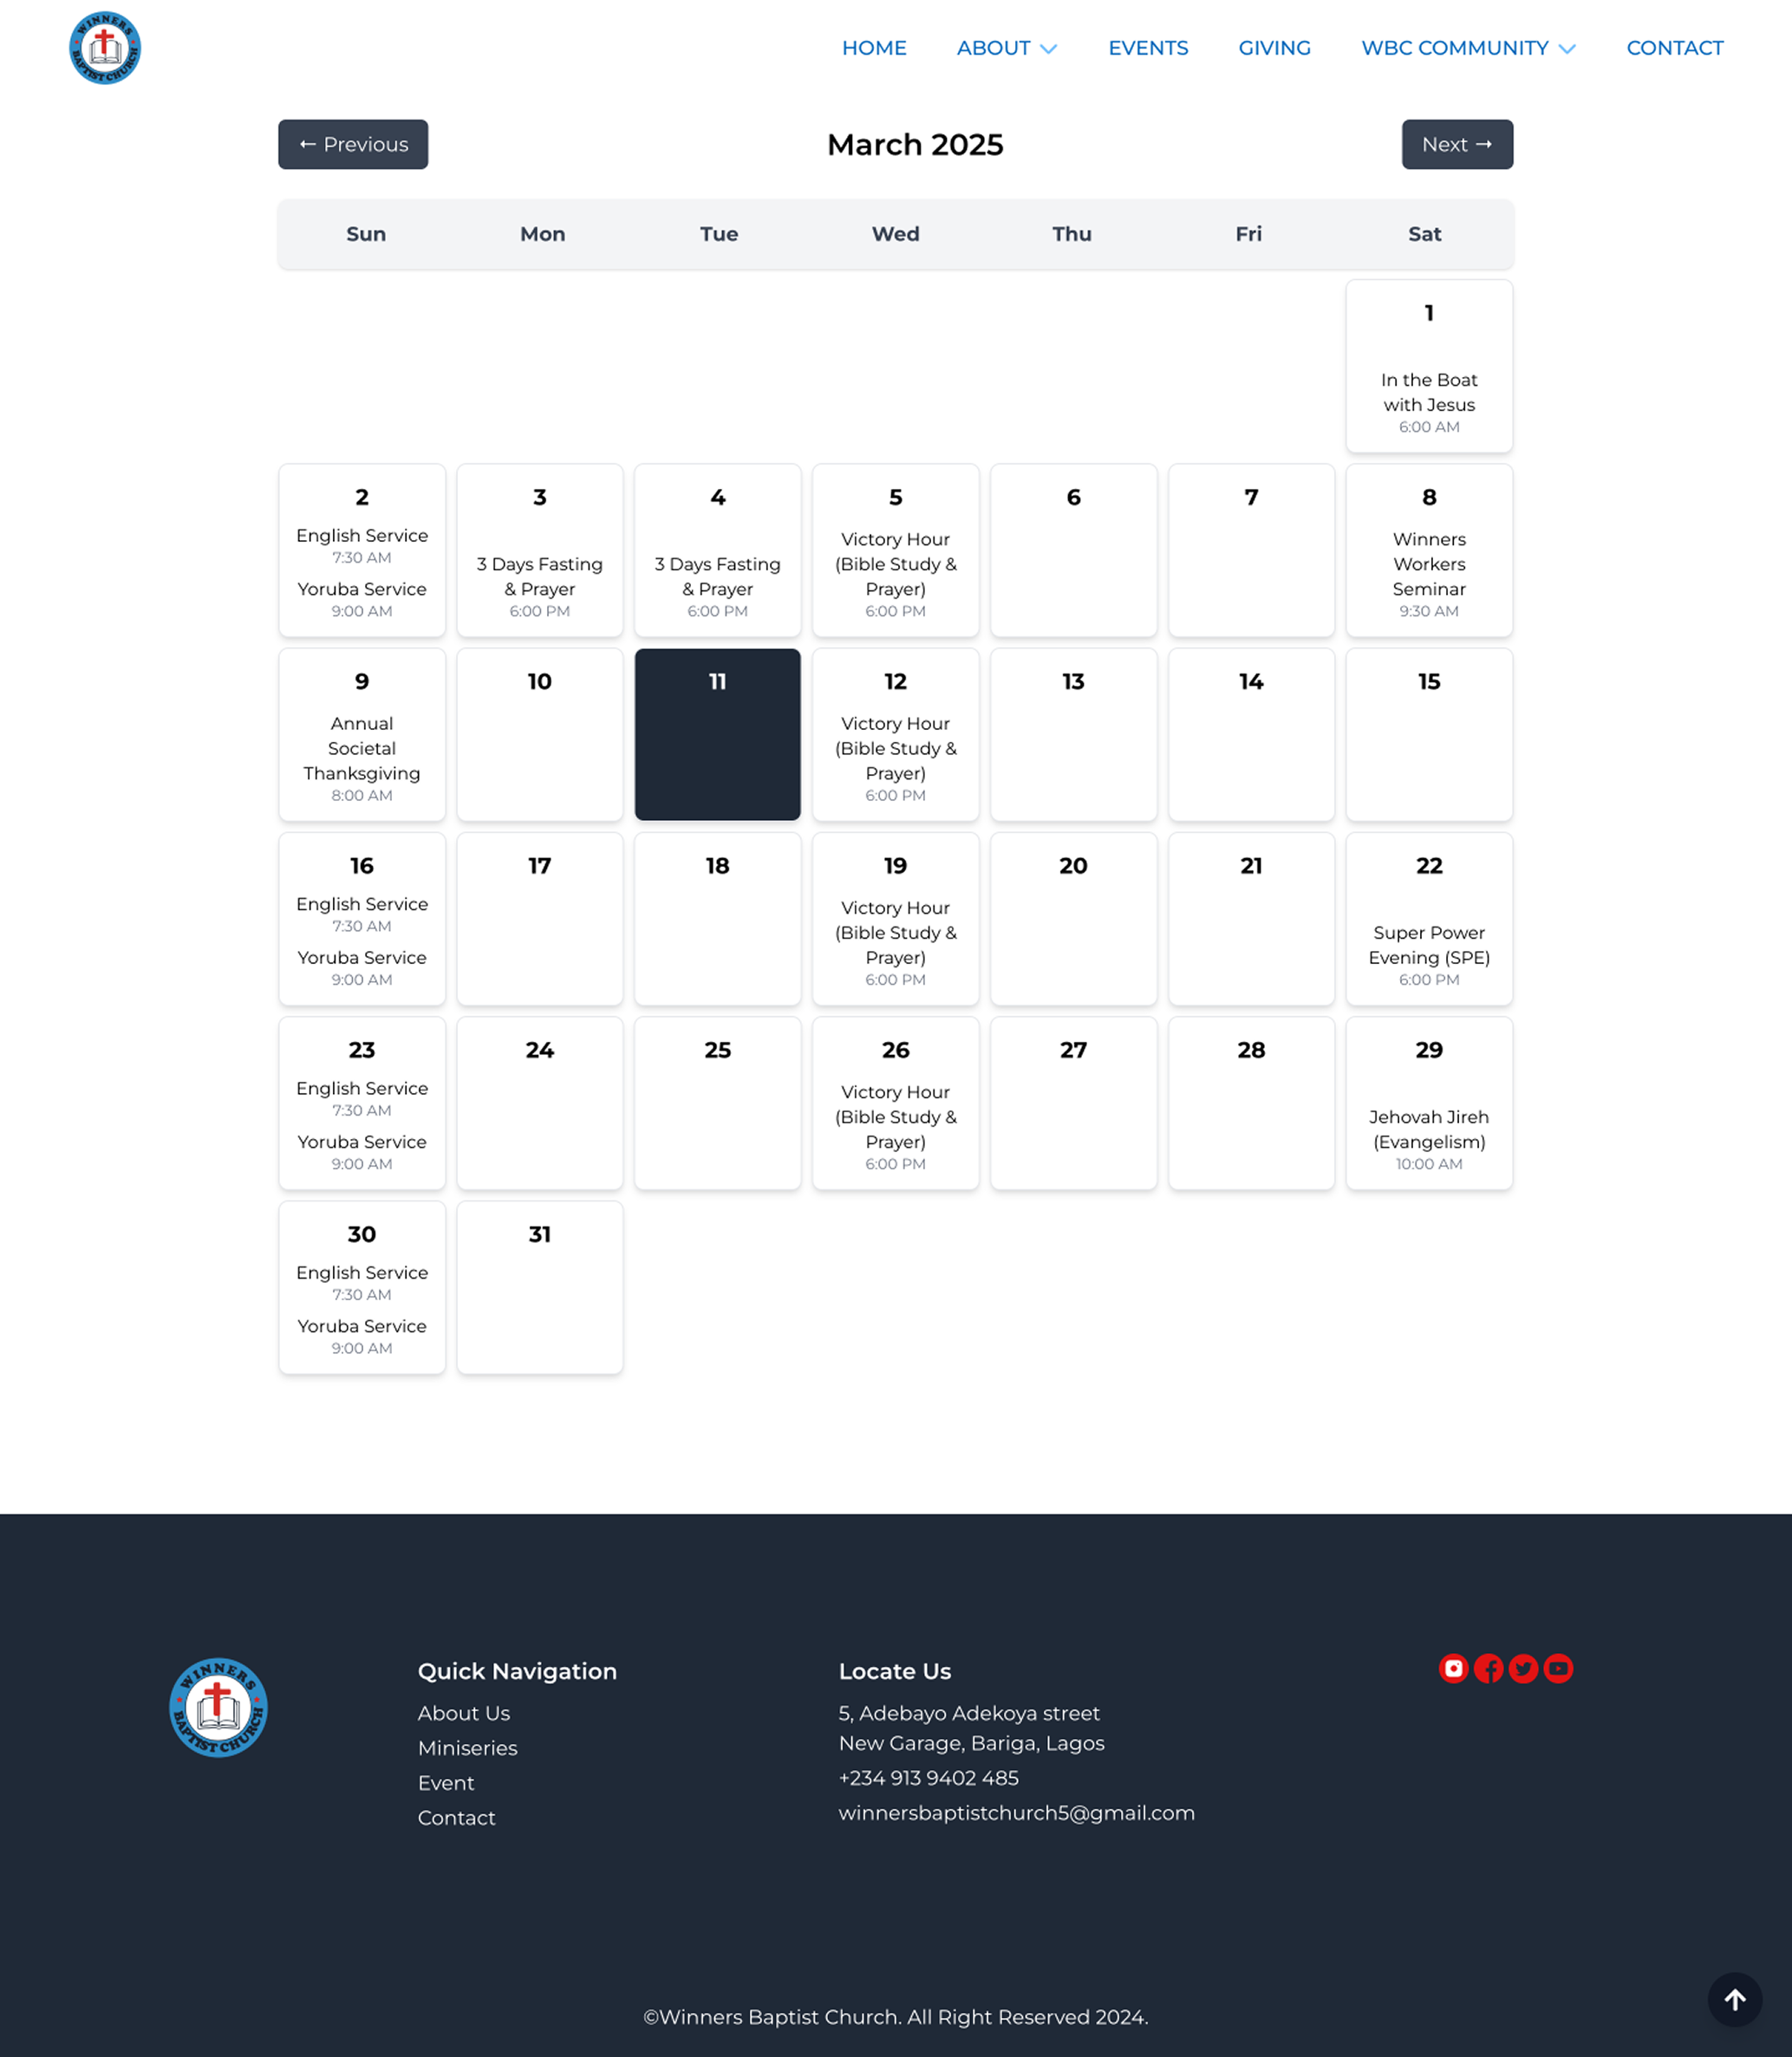 WINNERS
BAPTIST CHURCH
HOME ABOUT EVENTS GIVING WBC COMMUNITY CONTACT
← Previous
March 2025
Next →
Sun Mon Tue Wed Thu Fri Sat
1
In the Boat
with Jesus
6:00 AM
2
English Service
7:30 AM
Yoruba Service
9:00 AM
3
3 Days Fasting
& Prayer
6:00 PM
4
3 Days Fasting
& Prayer
6:00 PM
5
Victory Hour
(Bible Study &
Prayer)
6:00 PM
6
7
8
Winners
Workers
Seminar
9:30 AM
9
Annual
Societal
Thanksgiving
8:00 AM
10
11
12
Victory Hour
(Bible Study &
Prayer)
6:00 PM
13
14
15
16
English Service
7:30 AM
Yoruba Service
9:00 AM
17
18
19
Victory Hour
(Bible Study &
Prayer)
6:00 PM
20
21
22
Super Power
Evening (SPE)
6:00 PM
23
English Service
7:30 AM
Yoruba Service
9:00 AM
24
25
26
Victory Hour
(Bible Study &
Prayer)
6:00 PM
27
28
29
Jehovah Jireh
(Evangelism)
10:00 AM
30
English Service
7:30 AM
Yoruba Service
9:00 AM
31
WINNERS
BAPTIST CHURCH
Quick Navigation
About Us
Miniseries
Event
Contact
Locate Us
5, Adebayo Adekoya street
New Garage, Bariga, Lagos
+234 913 9402 485
winnersbaptistchurch5@gmail.com
©Winners Baptist Church. All Right Reserved 2024.